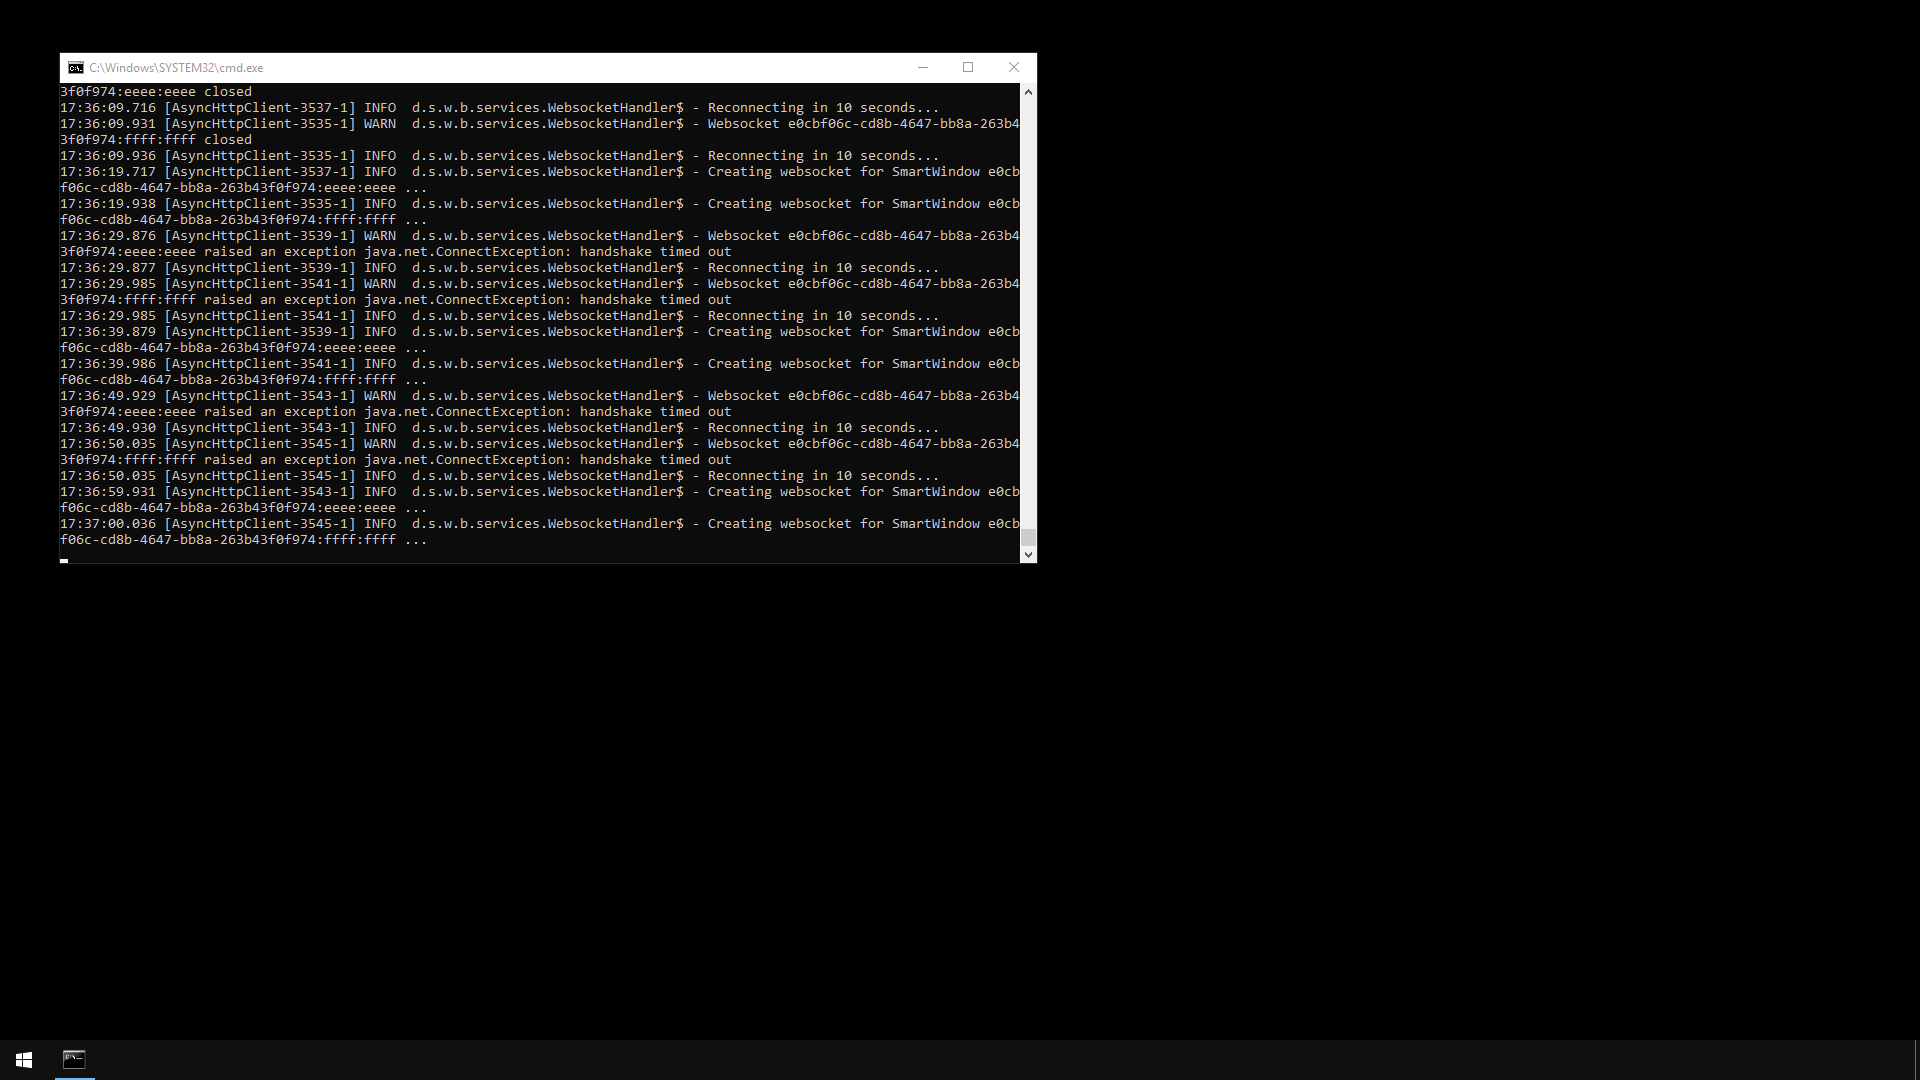 C:\Windows\SYSTEM32\cmd.exe
3f0f974:eeee:eeee closed
17:36:09.716 [AsyncHttpClient-3537-1] INFO  d.s.w.b.services.WebsocketHandler$ - Reconnecting in 10 seconds...
17:36:09.931 [AsyncHttpClient-3535-1] WARN  d.s.w.b.services.WebsocketHandler$ - Websocket e0cbf06c-cd8b-4647-bb8a-263b4
3f0f974:ffff:ffff closed
17:36:09.936 [AsyncHttpClient-3535-1] INFO  d.s.w.b.services.WebsocketHandler$ - Reconnecting in 10 seconds...
17:36:19.717 [AsyncHttpClient-3537-1] INFO  d.s.w.b.services.WebsocketHandler$ - Creating websocket for SmartWindow e0cb
f06c-cd8b-4647-bb8a-263b43f0f974:eeee:eeee ...
17:36:19.938 [AsyncHttpClient-3535-1] INFO  d.s.w.b.services.WebsocketHandler$ - Creating websocket for SmartWindow e0cb
f06c-cd8b-4647-bb8a-263b43f0f974:ffff:ffff ...
17:36:29.876 [AsyncHttpClient-3539-1] WARN  d.s.w.b.services.WebsocketHandler$ - Websocket e0cbf06c-cd8b-4647-bb8a-263b4
3f0f974:eeee:eeee raised an exception java.net.ConnectException: handshake timed out
17:36:29.877 [AsyncHttpClient-3539-1] INFO  d.s.w.b.services.WebsocketHandler$ - Reconnecting in 10 seconds...
17:36:29.985 [AsyncHttpClient-3541-1] WARN  d.s.w.b.services.WebsocketHandler$ - Websocket e0cbf06c-cd8b-4647-bb8a-263b4
3f0f974:ffff:ffff raised an exception java.net.ConnectException: handshake timed out
17:36:29.985 [AsyncHttpClient-3541-1] INFO  d.s.w.b.services.WebsocketHandler$ - Reconnecting in 10 seconds...
17:36:39.879 [AsyncHttpClient-3539-1] INFO  d.s.w.b.services.WebsocketHandler$ - Creating websocket for SmartWindow e0cb
f06c-cd8b-4647-bb8a-263b43f0f974:eeee:eeee ...
17:36:39.986 [AsyncHttpClient-3541-1] INFO  d.s.w.b.services.WebsocketHandler$ - Creating websocket for SmartWindow e0cb
f06c-cd8b-4647-bb8a-263b43f0f974:ffff:ffff ...
17:36:49.929 [AsyncHttpClient-3543-1] WARN  d.s.w.b.services.WebsocketHandler$ - Websocket e0cbf06c-cd8b-4647-bb8a-263b4
3f0f974:eeee:eeee raised an exception java.net.ConnectException: handshake timed out
17:36:49.930 [AsyncHttpClient-3543-1] INFO  d.s.w.b.services.WebsocketHandler$ - Reconnecting in 10 seconds...
17:36:50.035 [AsyncHttpClient-3545-1] WARN  d.s.w.b.services.WebsocketHandler$ - Websocket e0cbf06c-cd8b-4647-bb8a-263b4
3f0f974:ffff:ffff raised an exception java.net.ConnectException: handshake timed out
17:36:50.035 [AsyncHttpClient-3545-1] INFO  d.s.w.b.services.WebsocketHandler$ - Reconnecting in 10 seconds...
17:36:59.931 [AsyncHttpClient-3543-1] INFO  d.s.w.b.services.WebsocketHandler$ - Creating websocket for SmartWindow e0cb
f06c-cd8b-4647-bb8a-263b43f0f974:eeee:eeee ...
17:37:00.036 [AsyncHttpClient-3545-1] INFO  d.s.w.b.services.WebsocketHandler$ - Creating websocket for SmartWindow e0cb
f06c-cd8b-4647-bb8a-263b43f0f974:ffff:ffff ...